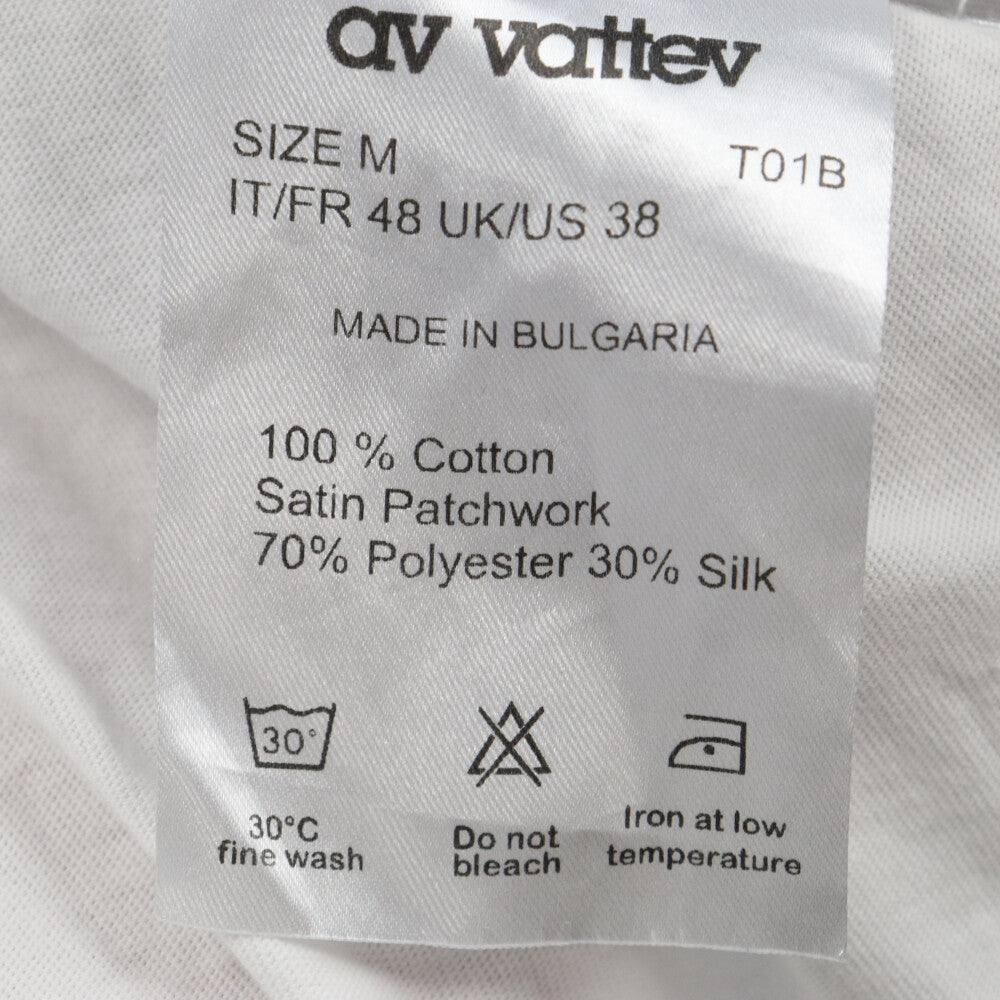 av vattev
SIZE M
T01B
IT/FR 48 UK/US 38
MADE IN BULGARIA
100 % Cotton
Satin Patchwork
70% Polyester 30% Silk
30°
30°C
fine wash
Do not
bleach
Iron at low
temperature